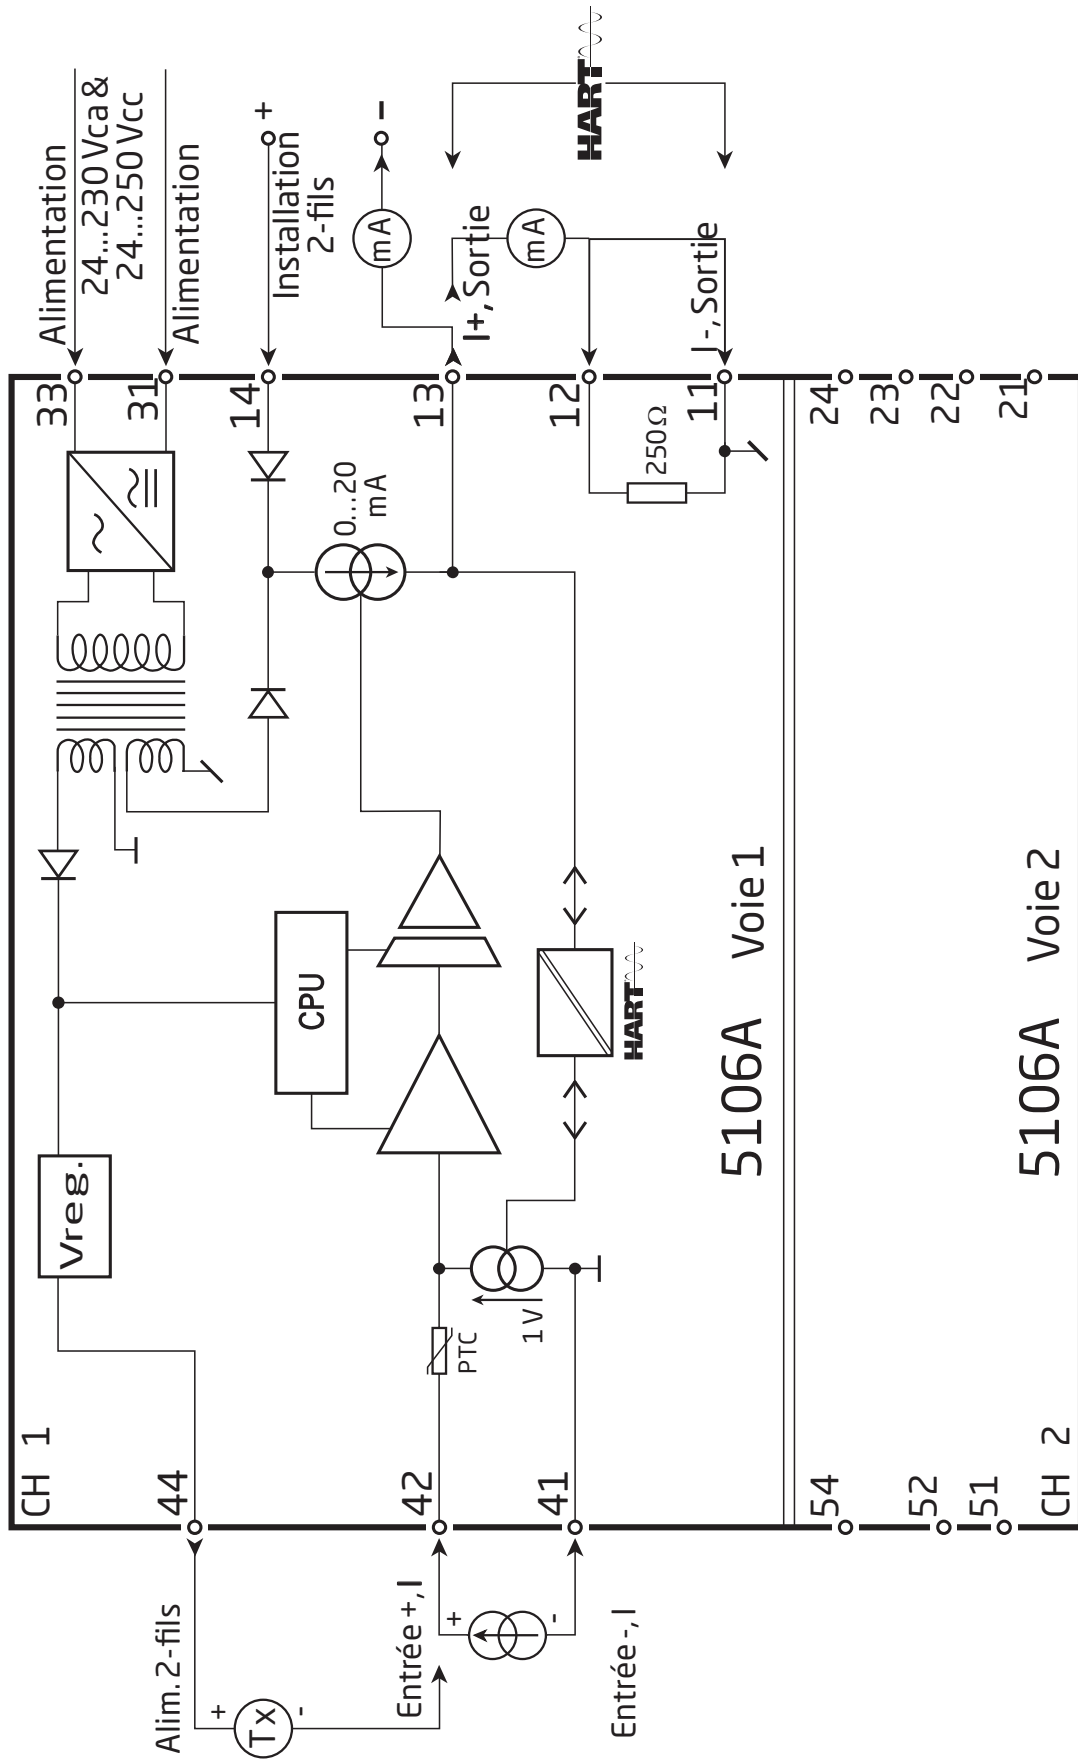 CH 1
44
42
41
54
52
51
CH 2
Alim. 2-fils
Tx
+
-
Entrée +, I
+
-
Entrée -, I
Vreg.
PTC
1 V
CPU
HART
5106A Voie 1
5106A Voie 2
0...20
mA
250Ω
33
31
14
13
12
11
24
23
22
21
Alimentation
24...230 Vca &
24...250 Vcc
Alimentation
+
Installation
2-fils
-
mA
I+, Sortie
mA
I-, Sortie
HART